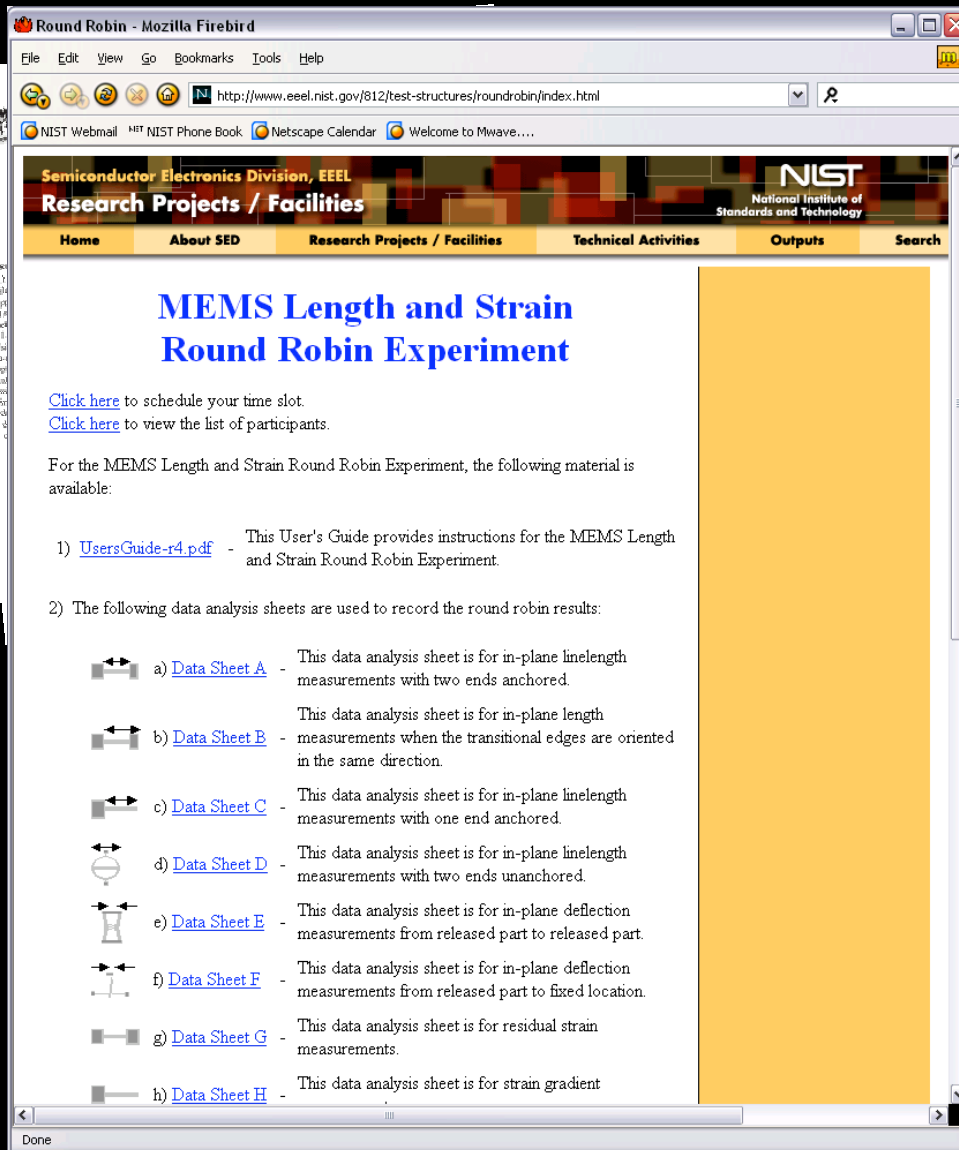 Round Robin - Mozilla Firebird
File Edit View Go Bookmarks Tools Help
http://www.eeel.nist.gov/812/test-structures/roundrobin/index.html
NIST Webmail NIST Phone Book Netscape Calendar Welcome to Mwave....
Semiconductor Electronics Division, EEEL
Research Projects / Facilities
NIST
National Institute of
Standards and Technology
Home About SED Research Projects / Facilities Technical Activities Outputs Search
MEMS Length and Strain
Round Robin Experiment
Click here to schedule your time slot.
Click here to view the list of participants.
For the MEMS Length and Strain Round Robin Experiment, the following material is
available:
1) UsersGuide-r4.pdf - This User's Guide provides instructions for the MEMS Length
and Strain Round Robin Experiment.
2) The following data analysis sheets are used to record the round robin results:
a) Data Sheet A - This data analysis sheet is for in-plane linelength
measurements with two ends anchored.
b) Data Sheet B - This data analysis sheet is for in-plane length
measurements when the transitional edges are oriented
in the same direction.
c) Data Sheet C - This data analysis sheet is for in-plane linelength
measurements with one end anchored.
d) Data Sheet D - This data analysis sheet is for in-plane linelength
measurements with two ends unanchored.
e) Data Sheet E - This data analysis sheet is for in-plane deflection
measurements from released part to released part.
f) Data Sheet F - This data analysis sheet is for in-plane deflection
measurements from released part to fixed location.
g) Data Sheet G - This data analysis sheet is for residual strain
measurements.
h) Data Sheet H - This data analysis sheet is for strain gradient
Done